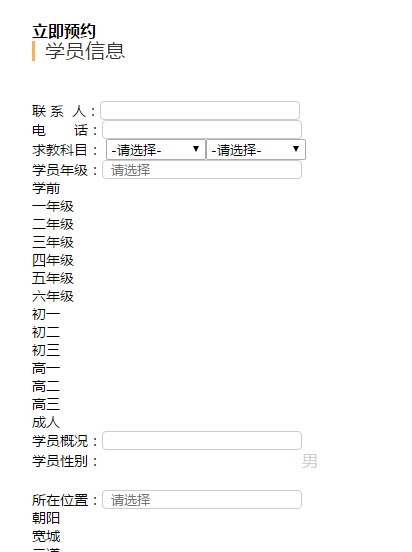 立即预约
学员信息
联 系 人：
电 话：
求教科目： -请选择- -请选择-
学员年级： 请选择
学前
一年级
二年级
三年级
四年级
五年级
六年级
初一
初二
初三
高一
高二
高三
成人
学员概况：
学员性别： 男
所在位置： 请选择
朝阳
宽城